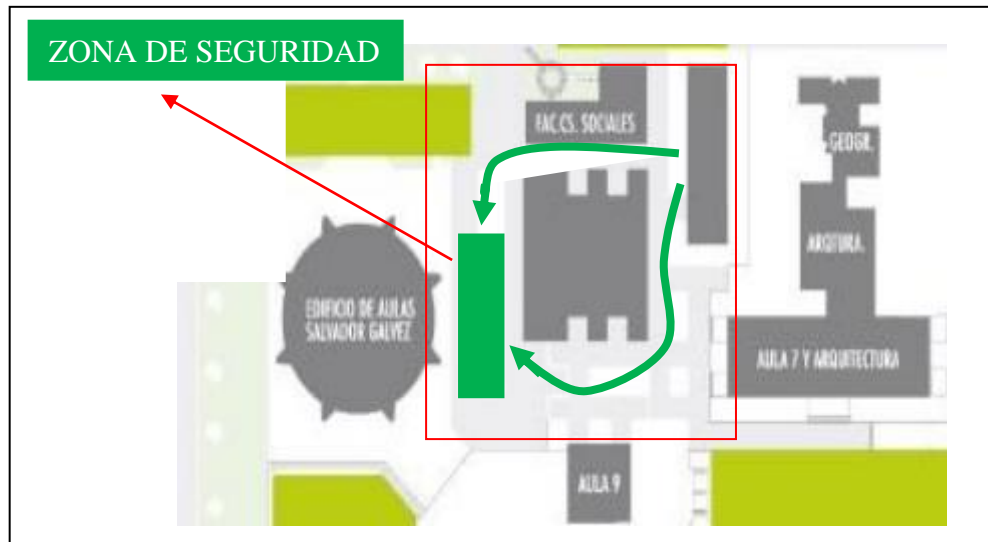 ZONA DE SEGURIDAD
FAC.CS. SOCIALES
GEOGR.
ARQTURA.
EDIFICIO DE AULAS
SALVADOR GALVEZ
AULA 7 Y ARQUITECTURA
AULA 9